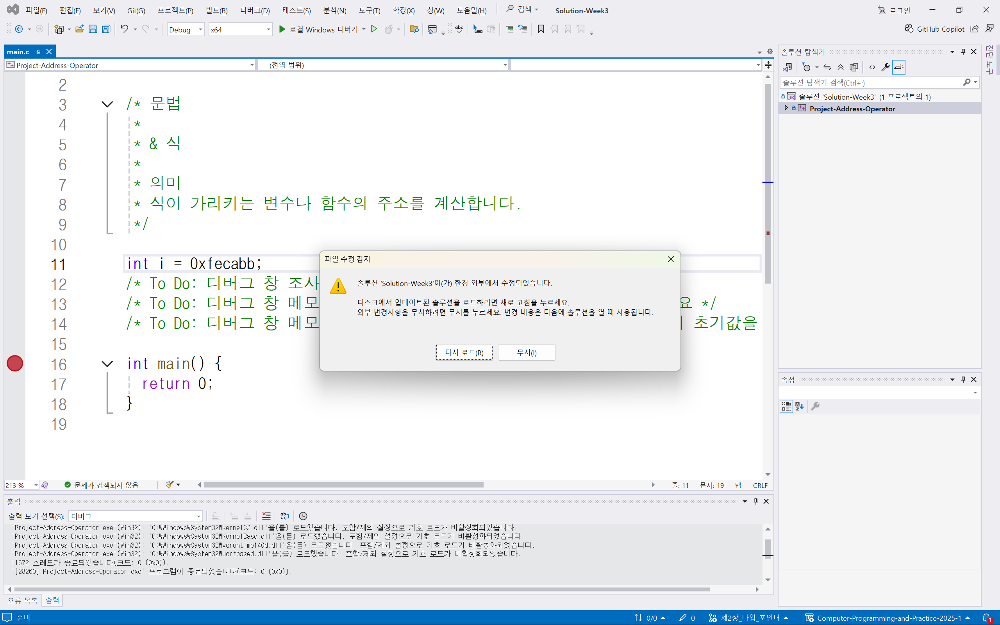 파일(F) 편집(E) 보기(V) Git(G) 프로젝트(P) 빌드(B) 디버그(D) 테스트(S) 분석(N) 도구(T) 확장(X) 창(W) 도움말(H) 검색 Solution-Week3 로그인
Debug x64 로컬 Windows 디버거 GitHub Copilot
main.c
Project-Address-Operator (전역 범위)
2
3 /* 문법
4 *
5 * & 식
6 *
7 * 의미
8 * 식이 가리키는 변수나 함수의 주소를 계산합니다.
9 */
10
11 int i = 0xfecabb;
12 /* To Do: 디버그 창 조사
13 /* To Do: 디버그 창 메모 요 */
14 /* To Do: 디버그 창 메모 초기값을
15
16 int main() {
17 return 0;
18 }
19
파일 수정 감지
솔루션 'Solution-Week3'이(가) 환경 외부에서 수정되었습니다.
디스크에서 업데이트된 솔루션을 로드하려면 새로 고침을 누르세요.
외부 변경사항을 무시하려면 무시를 누르세요. 변경 내용은 다음에 솔루션을 열 때 사용됩니다.
다시 로드(R) 무시(I)
213 % 문제가 검색되지 않음 줄: 11 문자: 19 탭 CRLF
출력
출력 보기 선택(S): 디버그
'Project-Address-Operator.exe'(Win32): 'C:\Windows\System32\kernel32.dll'을(를) 로드했습니다. 포함/제외 설정으로 기호 로드가 비활성화되었습니다.
'Project-Address-Operator.exe'(Win32): 'C:\Windows\System32\KernelBase.dll'을(를) 로드했습니다. 포함/제외 설정으로 기호 로드가 비활성화되었습니다.
'Project-Address-Operator.exe'(Win32): 'C:\Windows\System32\vcruntime140d.dll'을(를) 로드했습니다. 포함/제외 설정으로 기호 로드가 비활성화되었습니다.
'Project-Address-Operator.exe'(Win32): 'C:\Windows\System32\ucrtbased.dll'을(를) 로드했습니다. 포함/제외 설정으로 기호 로드가 비활성화되었습니다.
11672 스레드가 종료되었습니다(코드: 0 (0x0)).
'[28260] Project-Address-Operator.exe' 프로그램이 종료되었습니다(코드: 0 (0x0)).
오류 목록 출력
솔루션 탐색기
솔루션 탐색기 검색(Ctrl+;)
솔루션 'Solution-Week3' (1 프로젝트의 1)
Project-Address-Operator
속성
진단 도구
준비 0/0 0 제2장_타입_포인터 Computer-Programming-and-Practice-2025-1 1